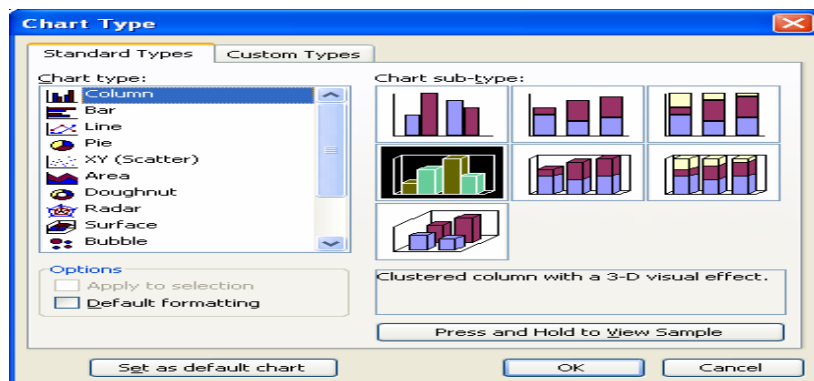 Chart Type
Standard Types
Custom Types
Chart type:
Column
Bar
Line
Pie
XY (Scatter)
Area
Doughnut
Radar
Surface
Bubble
Chart sub-type:
Options
Apply to selection
Default formatting
Clustered column with a 3-D visual effect.
Press and Hold to View Sample
Set as default chart
OK
Cancel